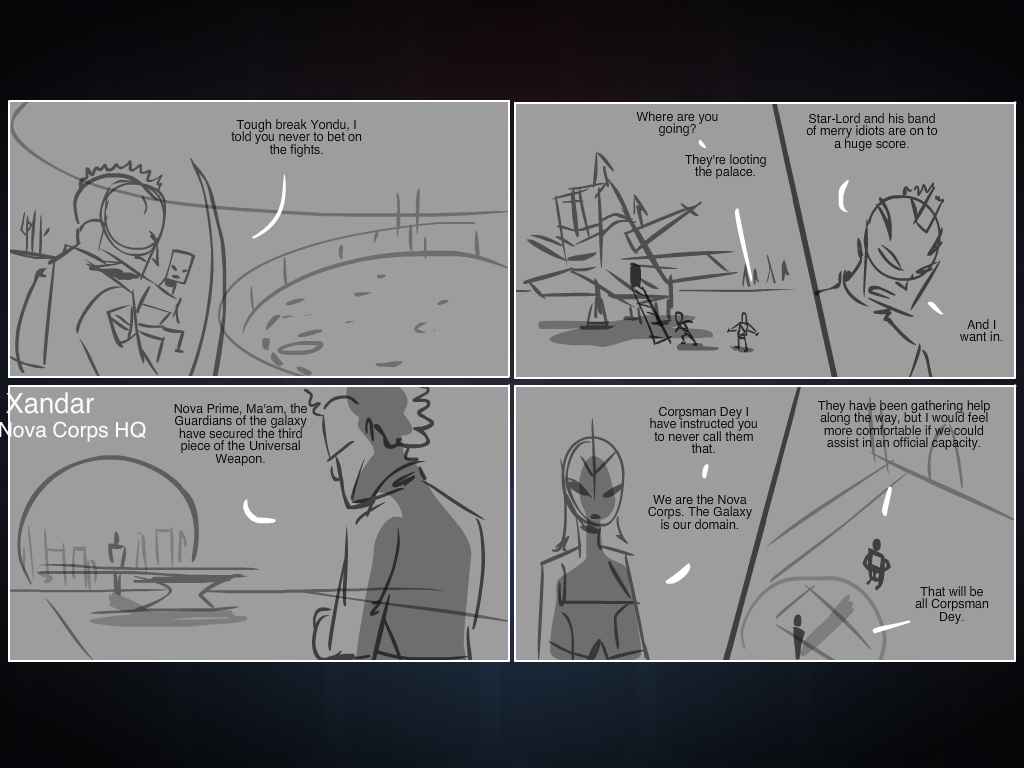 Tough break Yondu, I
told you never to bet on
the fights.
Where are you
going?
They're looting
the palace.
Star-Lord and his band
of merry idiots are on to
a huge score.
And I
want in.
Xandar
Nova Corps HQ
Nova Prime, Ma'am, the
Guardians of the galaxy
have secured the third
piece of the Universal
Weapon.
Corpsman Dey I
have instructed you
to never call them
that.
We are the Nova
Corps. The Galaxy
is our domain.
They have been gathering help
along the way, but I would feel
more comfortable if we could
assist in an official capacity.
That will be
all Corpsman
Dey.